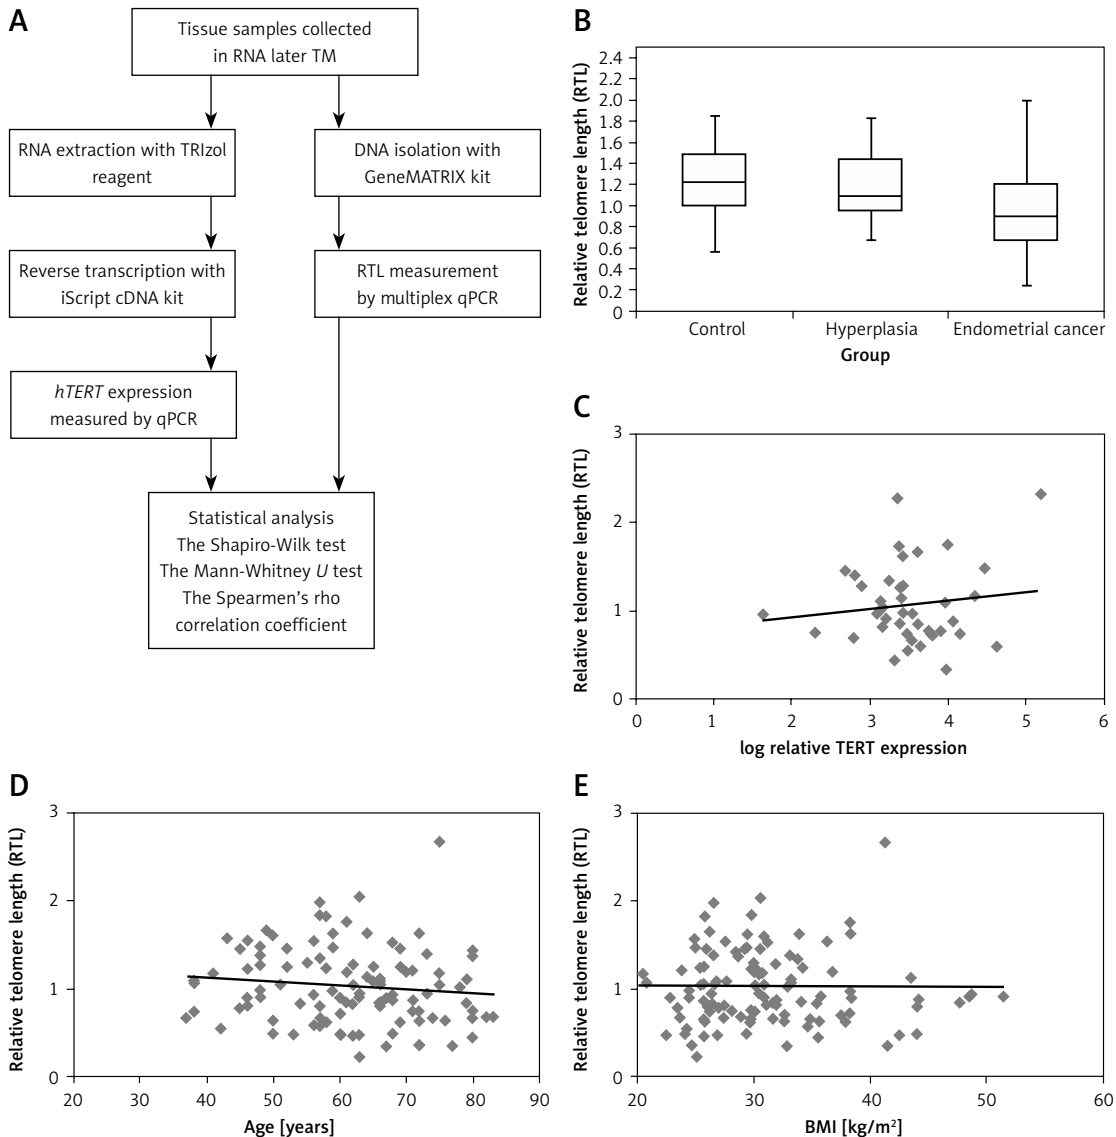 A
Tissue samples collected
in RNA later TM
RNA extraction with TRIzol
reagent
DNA isolation with
GeneMATRIX kit
Reverse transcription with
iScript cDNA kit
RTL measurement
by multiplex qPCR
hTERT expression
measured by qPCR
Statistical analysis
The Shapiro-Wilk test
The Mann-Whitney U test
The Spearmen's rho
correlation coefficient
B
Relative telomere length (RTL)
2.4
2.2
2.0
1.8
1.6
1.4
1.2
1.0
0.8
0.6
0.4
0.2
0
Control Hyperplasia Endometrial cancer
Group
C
Relative telomere length (RTL)
3
2
1
0
0 1 2 3 4 5 6
log relative TERT expression
D
Relative telomere length (RTL)
3
2
1
0
20 30 40 50 60 70 80 90
Age [years]
E
Relative telomere length (RTL)
3
2
1
0
20 30 40 50 60
BMI [kg/m²]